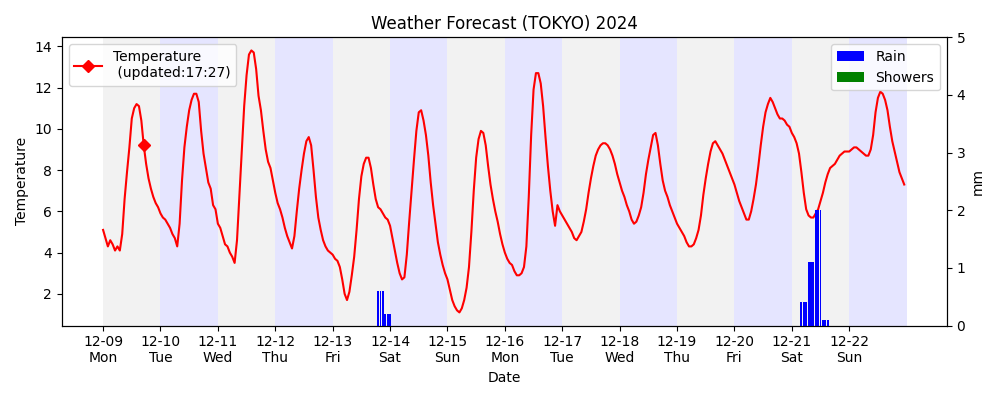 Weather Forecast (TOKYO) 2024
Temperature
(updated:17:27)
Rain
Showers
Temperature
14
12
10
8
6
4
2
5
4
3
2
1
0
mm
12-09 12-10 12-11 12-12 12-13 12-14 12-15 12-16 12-17 12-18 12-19 12-20 12-21 12-22
Mon Tue Wed Thu Fri Sat Sun Mon Tue Wed Thu Fri Sat Sun
Date